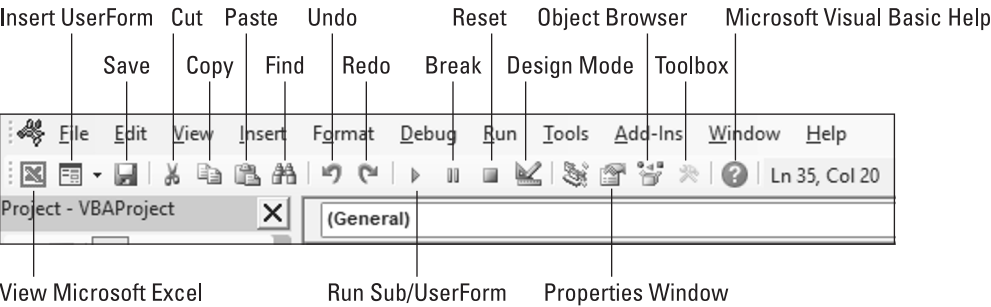 Insert UserForm Cut Paste Undo Reset Object Browser Microsoft Visual Basic Help
Save Copy Find Redo Break Design Mode Toolbox
File Edit View Insert Format Debug Run Tools Add-Ins Window Help
Ln 35, Col 20
Project - VBAProject
(General)
View Microsoft Excel Run Sub/UserForm Properties Window